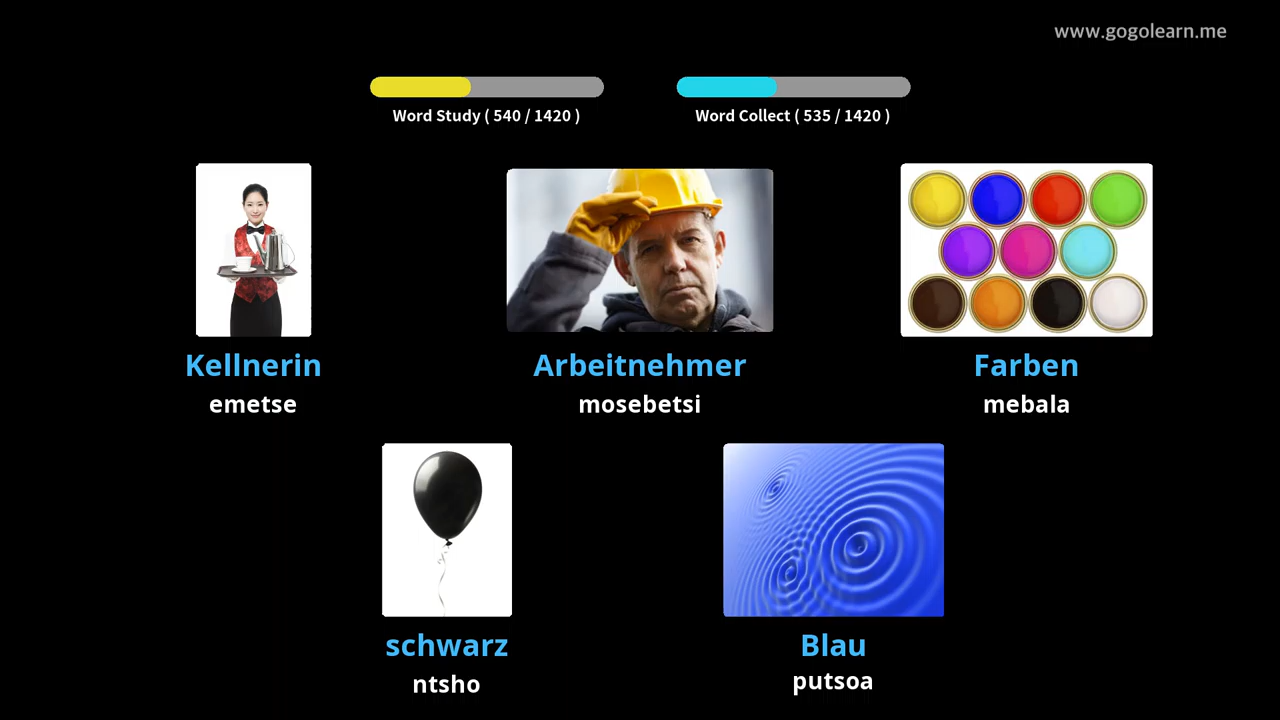 www.gogolearn.me
Word Study ( 540 / 1420 )
Word Collect ( 535 / 1420 )
Kellnerin
emetse
Arbeitnehmer
mosebetsi
Farben
mebala
schwarz
ntsho
Blau
putsoa